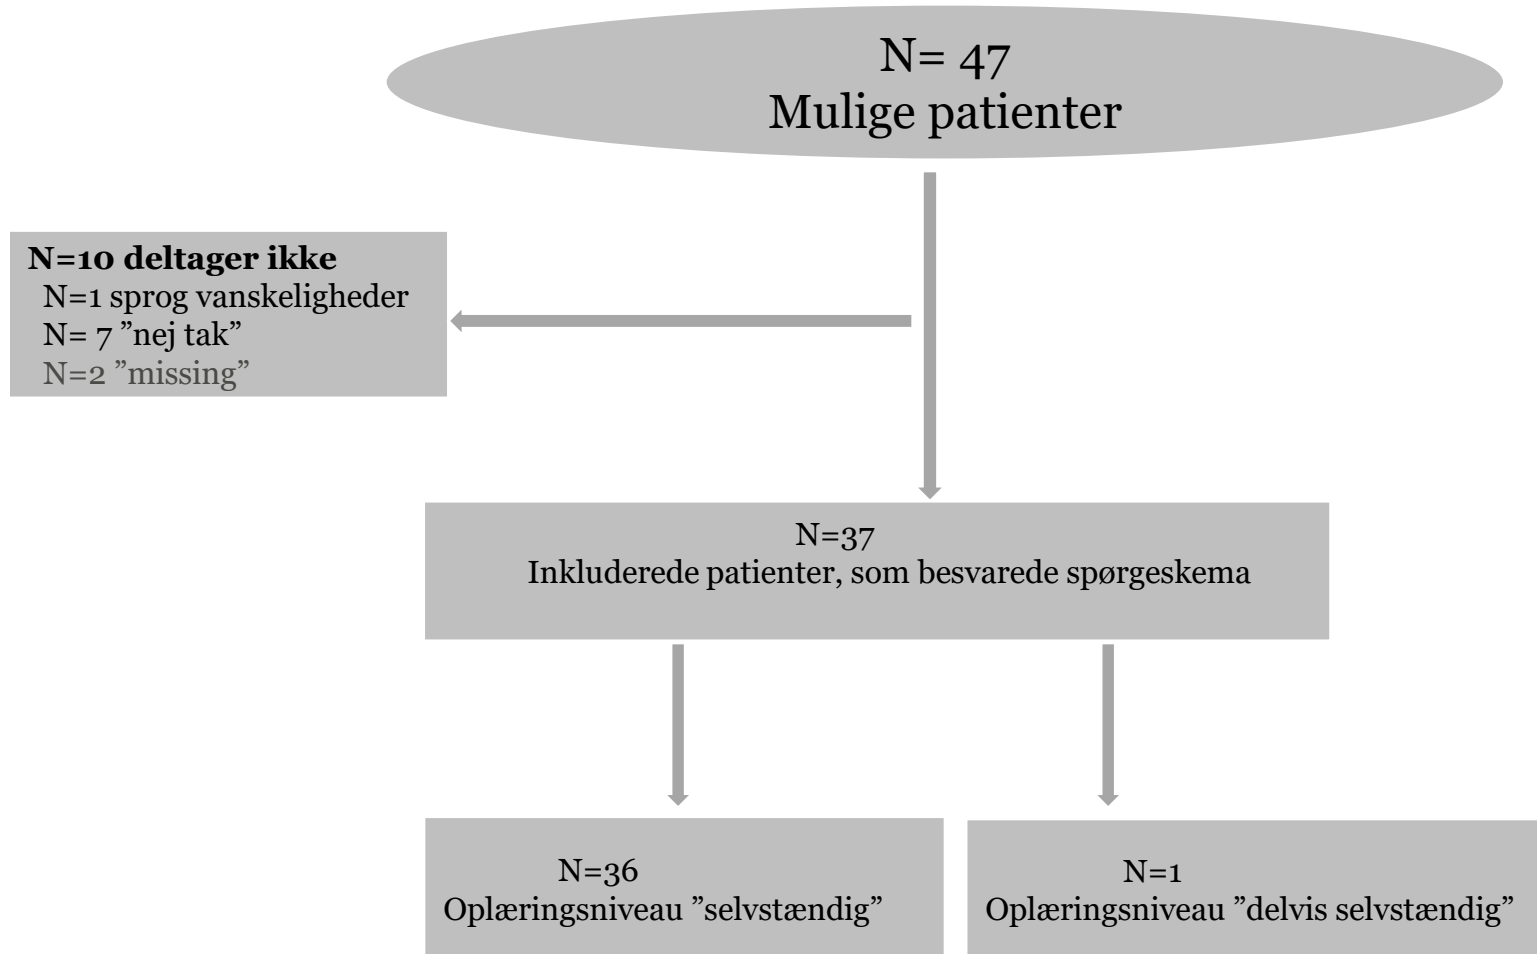 N= 47
Mulige patienter
N=10 deltager ikke
N=1 sprog vanskeligheder
N= 7 ”nej tak”
N=2 ”missing”
N=37
Inkluderede patienter, som besvarede spørgeskema
N=36
Oplæringsniveau ”selvstændig”
N=1
Oplæringsniveau ”delvis selvstændig”